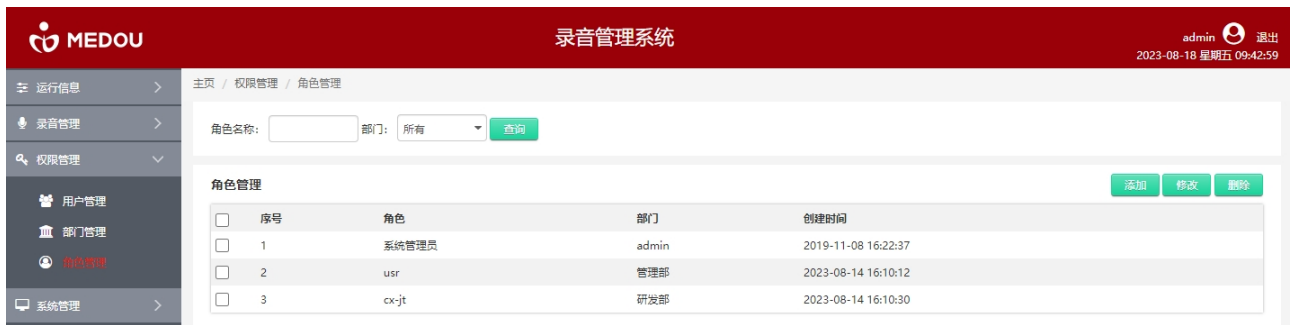 MEDOU
录音管理系统
admin 退出
2023-08-18 星期五 09:42:59
运行信息
录音管理
权限管理
用户管理
部门管理
角色管理
系统管理
主页 / 权限管理 / 角色管理
角色名称: 部门: 所有 查询
角色管理 添加 修改 删除
序号 角色 部门 创建时间
1 系统管理员 admin 2019-11-08 16:22:37
2 usr 管理部 2023-08-14 16:10:12
3 cx-jt 研发部 2023-08-14 16:10:30